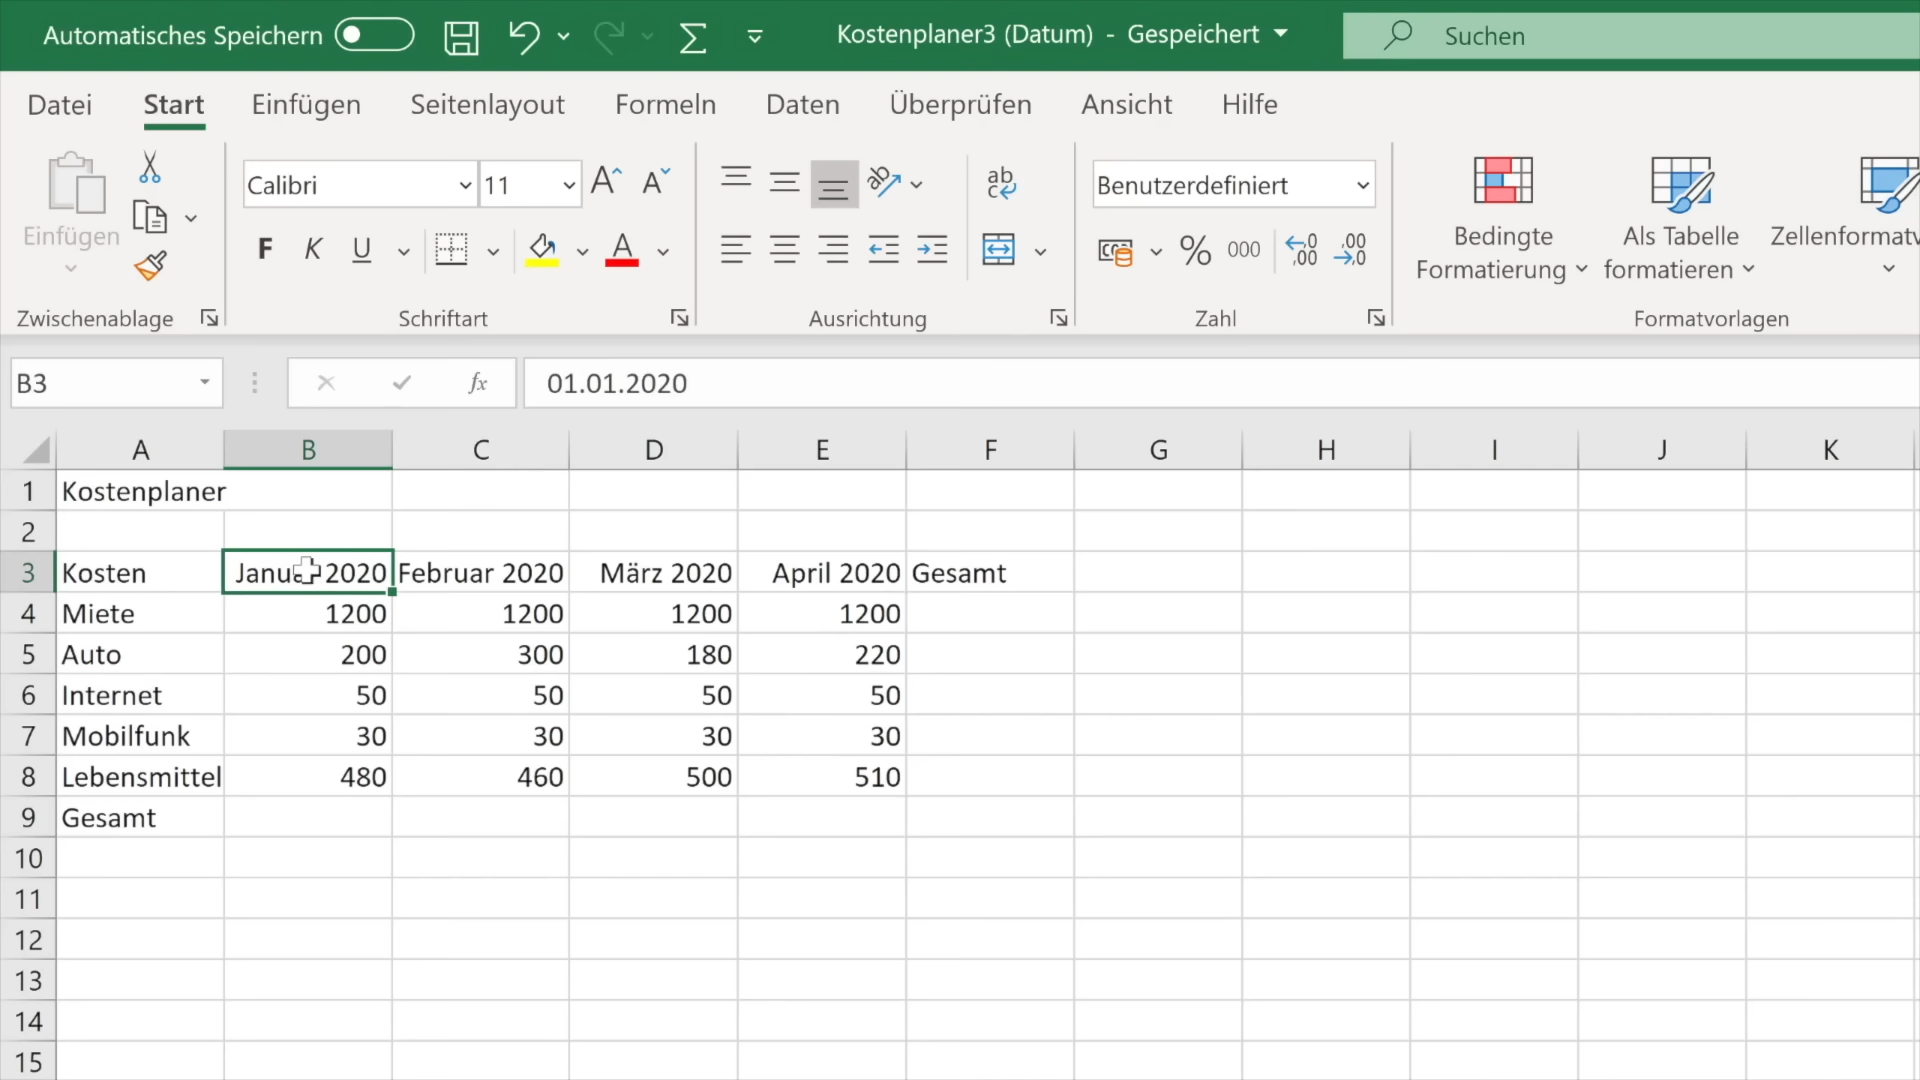 Automatisches Speichern
Kostenplaner3 (Datum) - Gespeichert
Suchen
Datei Start Einfügen Seitenlayout Formeln Daten Überprüfen Ansicht Hilfe
Einfügen
Calibri 11
Benutzerdefiniert
F K U
% 000
Bedingte Formatierung
Als Tabelle formatieren
Zellenformatv
Zwischenablage Schriftart Ausrichtung Zahl Formatvorlagen
B3 fx 01.01.2020
A B C D E F G H I J K
1 Kostenplaner
2
3 Kosten Janua 2020 Februar 2020 März 2020 April 2020 Gesamt
4 Miete 1200 1200 1200 1200
5 Auto 200 300 180 220
6 Internet 50 50 50 50
7 Mobilfunk 30 30 30 30
8 Lebensmittel 480 460 500 510
9 Gesamt
10
11
12
13
14
15